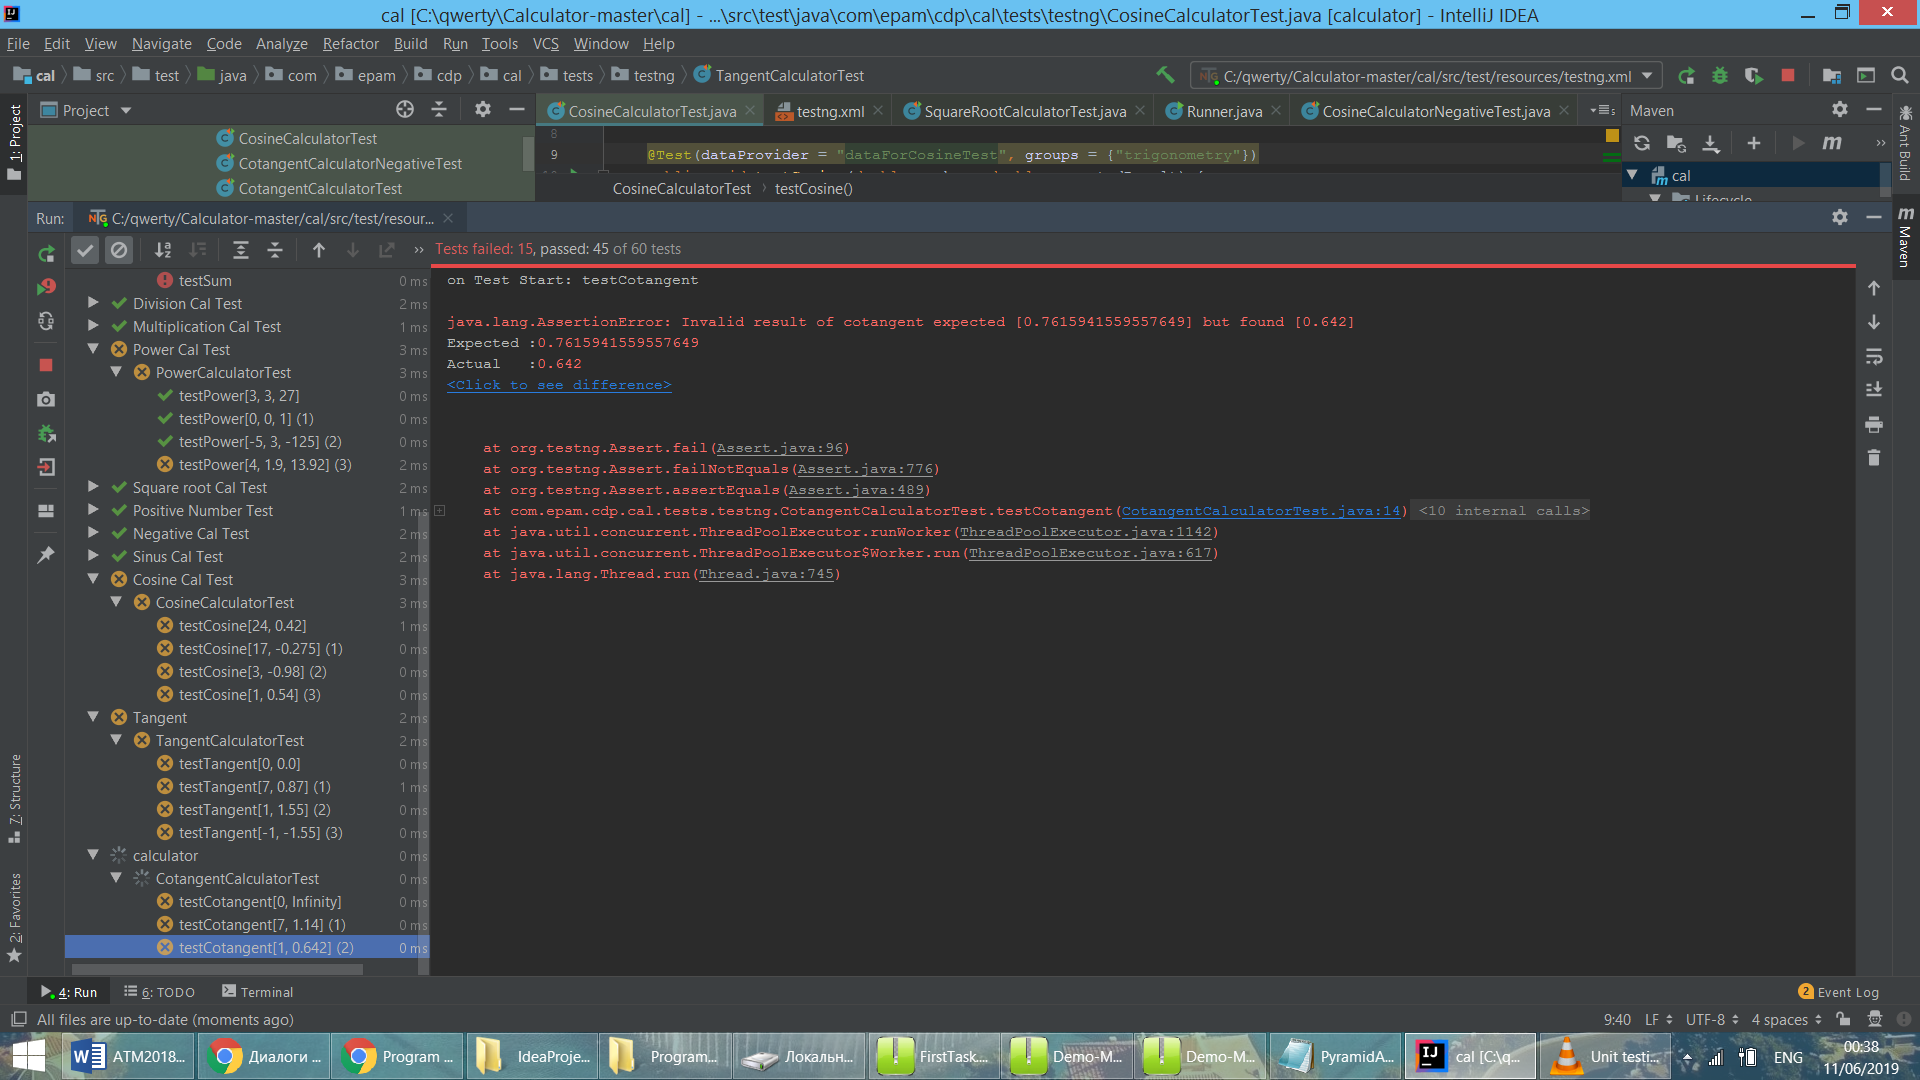 cal [C:\qwerty\Calculator-master\cal] - ...\src\test\java\com\epam\cdp\cal\tests\testng\CosineCalculatorTest.java [calculator] - IntelliJ IDEA
File Edit View Navigate Code Analyze Refactor Build Run Tools VCS Window Help
cal src test java com epam cdp cal tests testng TangentCalculatorTest
C:/qwerty/Calculator-master/cal/src/test/resources/testng.xml
1: Project
Project
CosineCalculatorTest
CotangentCalculatorNegativeTest
CotangentCalculatorTest
CosineCalculatorTest.java testng.xml SquareRootCalculatorTest.java Runner.java CosineCalculatorNegativeTest.java
8
9 @Test(dataProvider = "dataForCosineTest", groups = {"trigonometry"})
CosineCalculatorTest › testCosine()
Maven
cal
Lifecycle
Ant Build
Maven
Run: C:/qwerty/Calculator-master/cal/src/test/resour...
Tests failed: 15, passed: 45 of 60 tests
testSum 0 ms
Division Cal Test 2 ms
Multiplication Cal Test 1 ms
Power Cal Test 3 ms
PowerCalculatorTest 3 ms
testPower[3, 3, 27] 0 ms
testPower[0, 0, 1] (1) 0 ms
testPower[-5, 3, -125] (2) 0 ms
testPower[4, 1.9, 13.92] (3) 2 ms
Square root Cal Test 2 ms
Positive Number Test 1 ms
Negative Cal Test 2 ms
Sinus Cal Test 2 ms
Cosine Cal Test 3 ms
CosineCalculatorTest 3 ms
testCosine[24, 0.42] 1 ms
testCosine[17, -0.275] (1) 0 ms
testCosine[3, -0.98] (2) 0 ms
testCosine[1, 0.54] (3) 0 ms
Tangent 2 ms
TangentCalculatorTest 2 ms
testTangent[0, 0.0] 0 ms
testTangent[7, 0.87] (1) 1 ms
testTangent[1, 1.55] (2) 0 ms
testTangent[-1, -1.55] (3) 0 ms
calculator 0 ms
CotangentCalculatorTest 0 ms
testCotangent[0, Infinity] 0 ms
testCotangent[7, 1.14] (1) 0 ms
testCotangent[1, 0.642] (2) 0 ms
on Test Start: testCotangent
java.lang.AssertionError: Invalid result of cotangent expected [0.7615941559557649] but found [0.642]
Expected :0.7615941559557649
Actual   :0.642
<Click to see difference>
at org.testng.Assert.fail(Assert.java:96)
at org.testng.Assert.failNotEquals(Assert.java:776)
at org.testng.Assert.assertEquals(Assert.java:489)
at com.epam.cdp.cal.tests.testng.CotangentCalculatorTest.testCotangent(CotangentCalculatorTest.java:14) <10 internal calls>
at java.util.concurrent.ThreadPoolExecutor.runWorker(ThreadPoolExecutor.java:1142)
at java.util.concurrent.ThreadPoolExecutor$Worker.run(ThreadPoolExecutor.java:617)
at java.lang.Thread.run(Thread.java:745)
7: Structure
2: Favorites
4: Run 6: TODO Terminal
2 Event Log
All files are up-to-date (moments ago)
9:40 LF UTF-8 4 spaces
ATM2018... Диалоги ... Program ... IdeaProje... Program... Локальн... FirstTask.... Demo-M... Demo-M... PyramidA... cal [C:\q... Unit testi...
ENG
00:38
11/06/2019